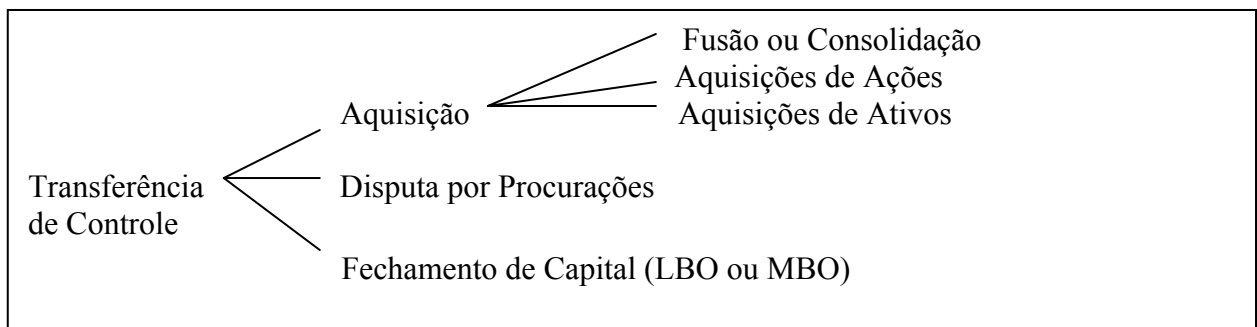 Fusão ou Consolidação
Aquisições de Ações
Aquisição
Aquisições de Ativos
Transferência
de Controle
Disputa por Procurações
Fechamento de Capital (LBO ou MBO)